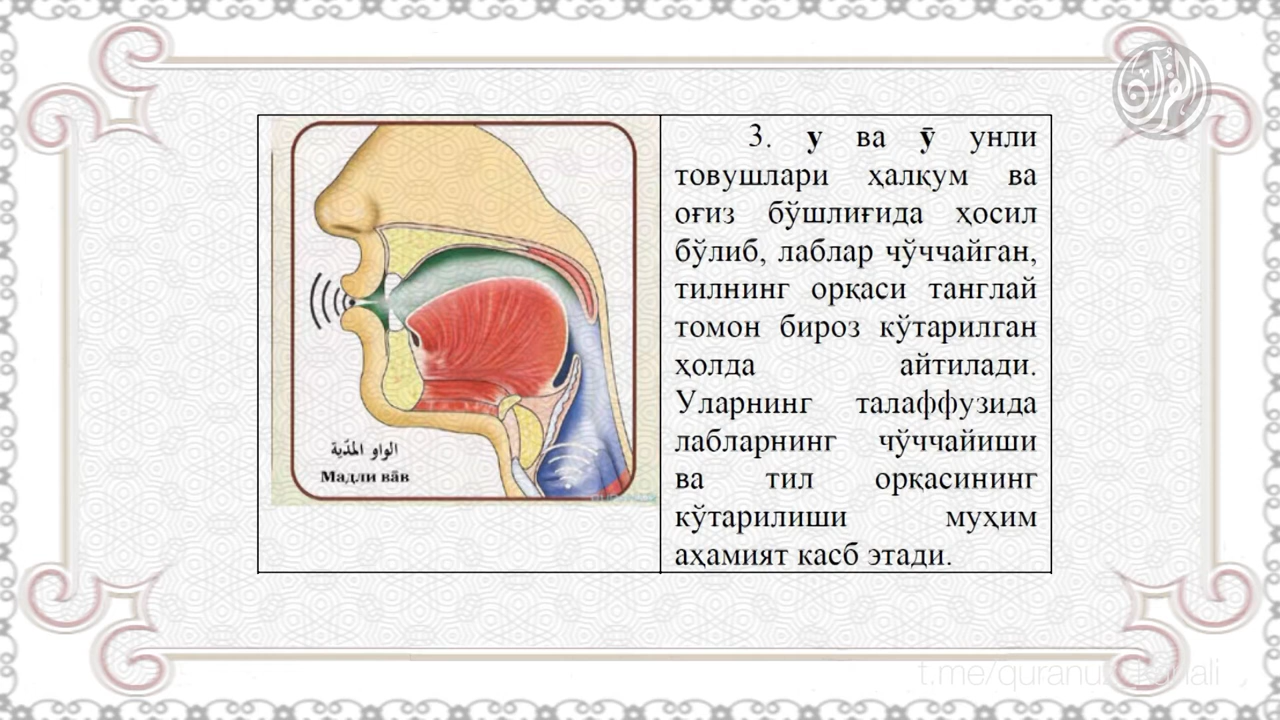 القرآن
3. у ва ӯ унли
товушлари ҳалқум ва
оғиз бўшлиғида ҳосил
бўлиб, лаблар чўччайган,
тилнинг орқаси танглай
томон бироз кўтарилган
ҳолда айтилади.
Уларнинг талаффузида
лабларнинг чўччайиши
ва тил орқасининг
кўтарилиши муҳим
аҳамият касб этади.
الواو المدّية
Мадли вāв